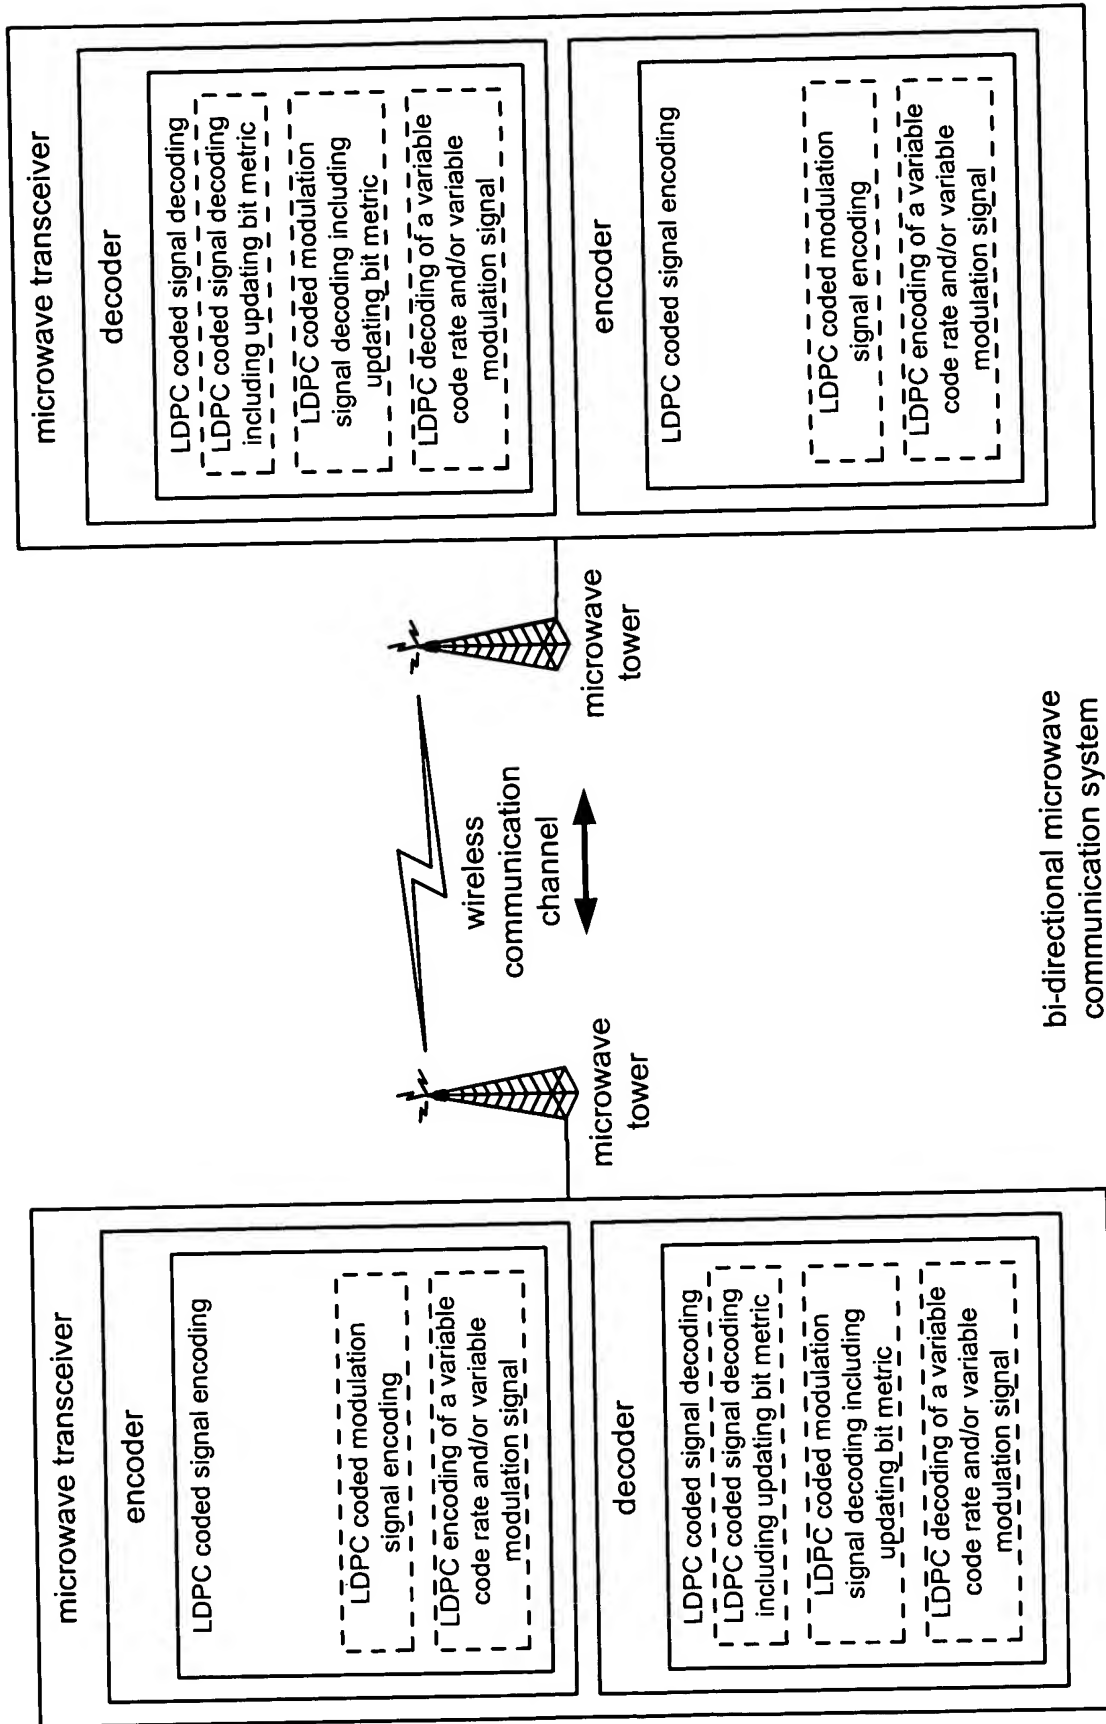 microwave transceiver
encoder
LDPC coded signal encoding
LDPC coded modulation
signal encoding
LDPC encoding of a variable
code rate and/or variable
modulation signal
decoder
LDPC coded signal decoding
LDPC coded signal decoding
including updating bit metric
LDPC coded modulation
signal decoding including
updating bit metric
LDPC decoding of a variable
code rate and/or variable
modulation signal
microwave
tower
wireless
communication
channel
microwave
tower
bi-directional microwave
communication system
microwave transceiver
decoder
LDPC coded signal decoding
LDPC coded signal decoding
including updating bit metric
LDPC coded modulation
signal decoding including
updating bit metric
LDPC decoding of a variable
code rate and/or variable
modulation signal
encoder
LDPC coded signal encoding
LDPC coded modulation
signal encoding
LDPC encoding of a variable
code rate and/or variable
modulation signal